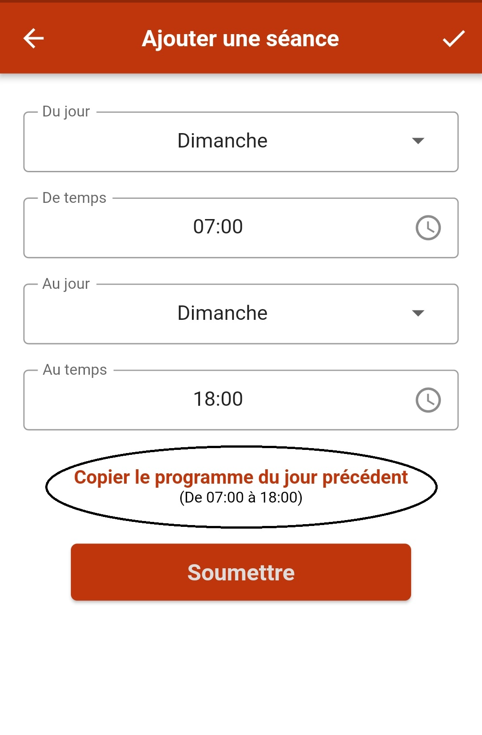 Ajouter une séance
Du jour
Dimanche
De temps
07:00
Au jour
Dimanche
Au temps
18:00
Copier le programme du jour précédent
(De 07:00 à 18:00)
Soumettre